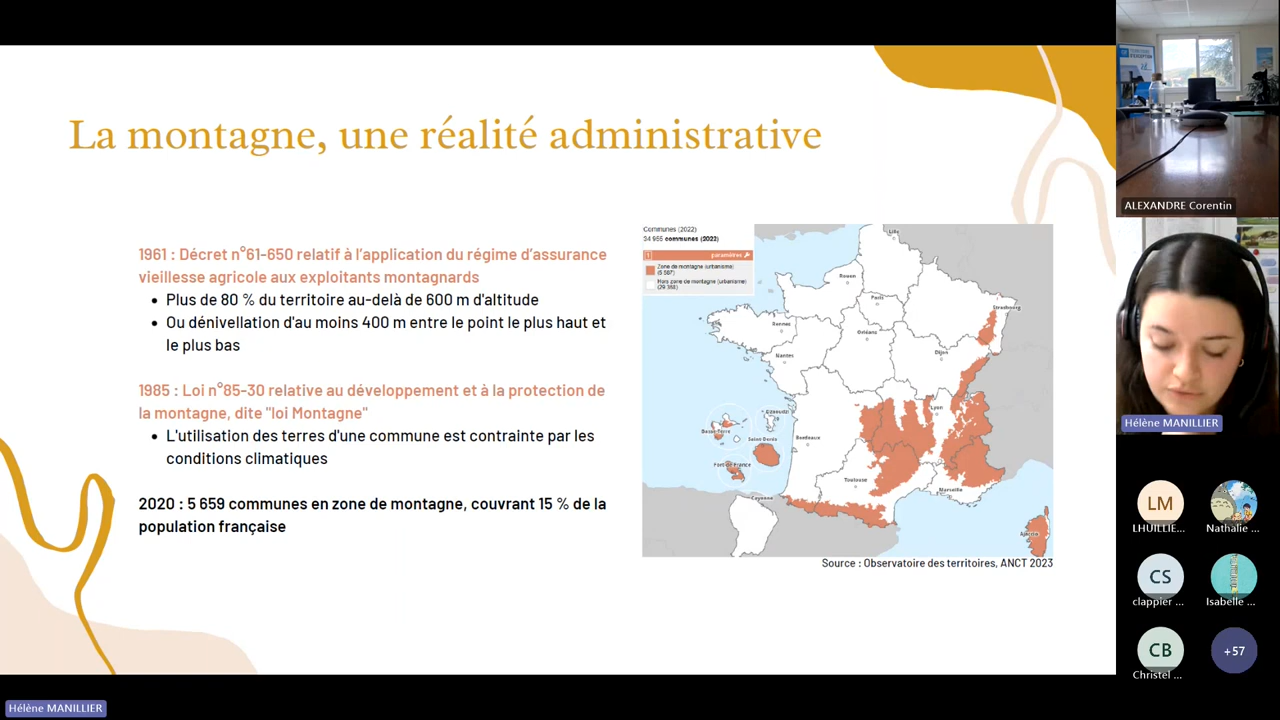 La montagne, une réalité administrative
1961 : Décret n°61-650 relatif à l'application du régime d'assurance
vieillesse agricole aux exploitants montagnards
• Plus de 80 % du territoire au-delà de 600 m d'altitude
• Ou dénivellation d'au moins 400 m entre le point le plus haut et
le plus bas
1985 : Loi n°85-30 relative au développement et à la protection de
la montagne, dite "loi Montagne"
• L'utilisation des terres d'une commune est contrainte par les
conditions climatiques
2020 : 5 659 communes en zone de montagne, couvrant 15 % de la
population française
Communes (2022)
34 955 communes (2022)
1 paramètres
Zone de montagne (urbanisme)
(5 587)
Hors zone de montagne (urbanisme)
(29 368)
Lille
Rouen
Paris
Strasbourg
Rennes
Orléans
Nantes
Dijon
Lyon
Basse-Terre
Dzaoudzi
Saint-Denis
Bordeaux
Fort-de-France
Toulouse
Marseille
Cayenne
Ajaccio
Source : Observatoire des territoires, ANCT 2023
ALEXANDRE Corentin
Hélène MANILLIER
LM
LHUILLIE...
Nathalie ...
CS
clappier ...
Isabelle ...
CB
Christel ...
+57
Hélène MANILLIER